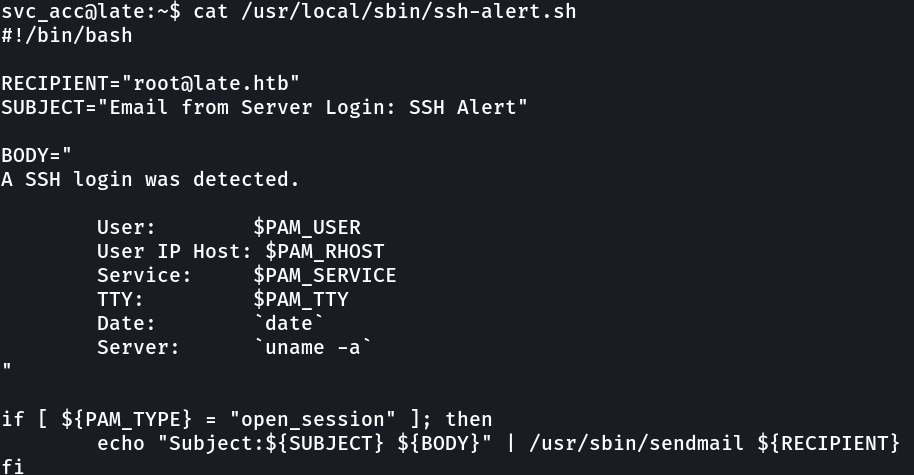 svc_acc@late:~$ cat /usr/local/sbin/ssh-alert.sh
#!/bin/bash

RECIPIENT="root@late.htb"
SUBJECT="Email from Server Login: SSH Alert"

BODY="
A SSH login was detected.

        User:        $PAM_USER
        User IP Host: $PAM_RHOST
        Service:     $PAM_SERVICE
        TTY:         $PAM_TTY
        Date:        `date`
        Server:      `uname -a`
"

if [ ${PAM_TYPE} = "open_session" ]; then
        echo "Subject:${SUBJECT} ${BODY}" | /usr/sbin/sendmail ${RECIPIENT}
fi